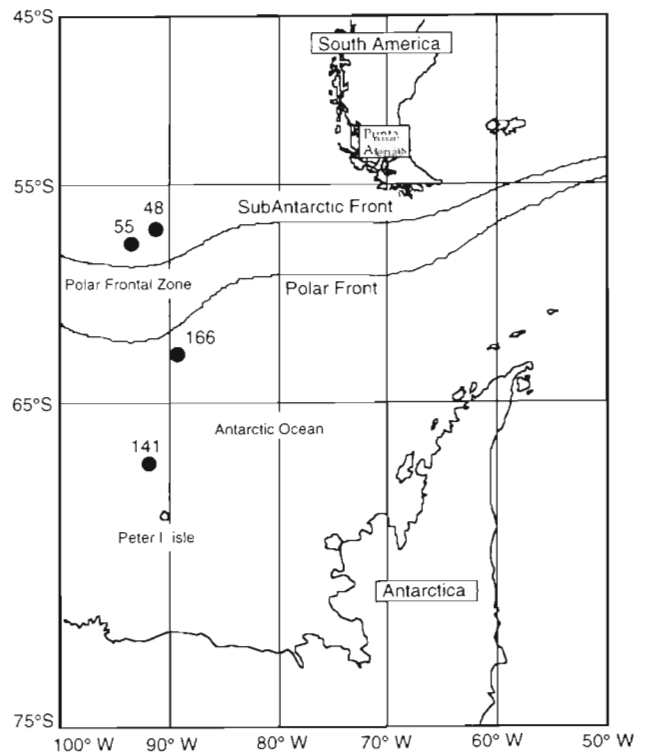 45°S
South America
Punta
55°S
SubAntarctic Front
48
55
Polar Frontal Zone
Polar Front
166
65°S
Antarctic Ocean
141
Peter I isle
Antarctica
75°S
100° W
90° W
80° W
70° W
60° W
50° W